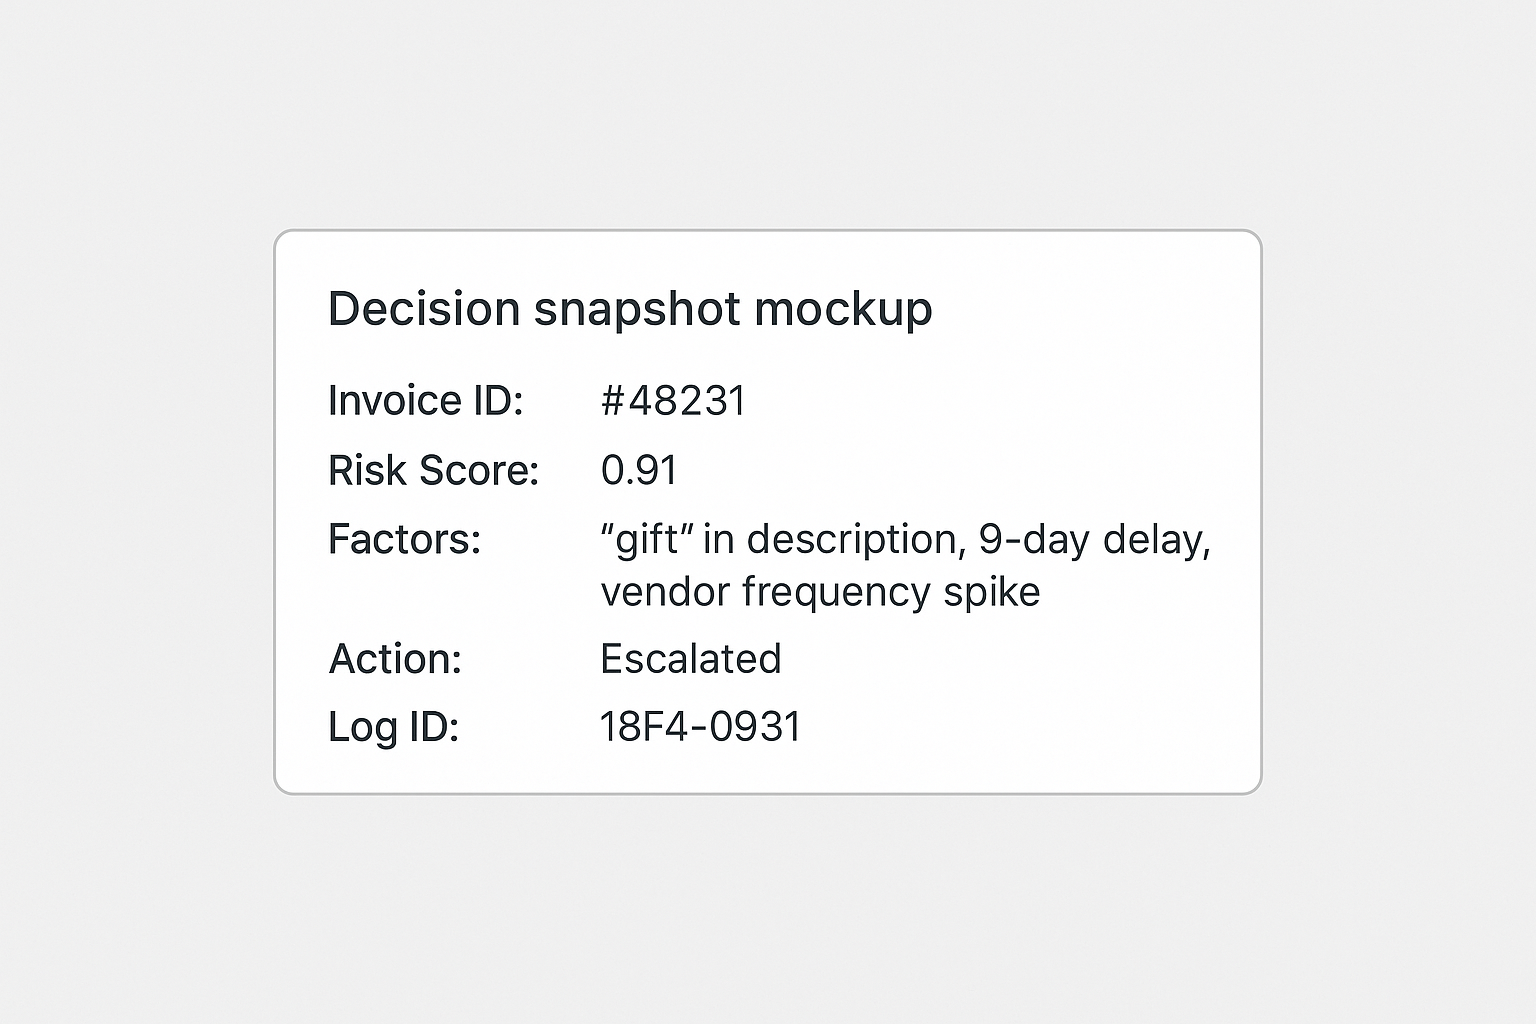 Decision snapshot mockup
Invoice ID: #48231
Risk Score: 0.91
Factors: “gift” in description, 9-day delay,
vendor frequency spike
Action: Escalated
Log ID: 18F4-0931